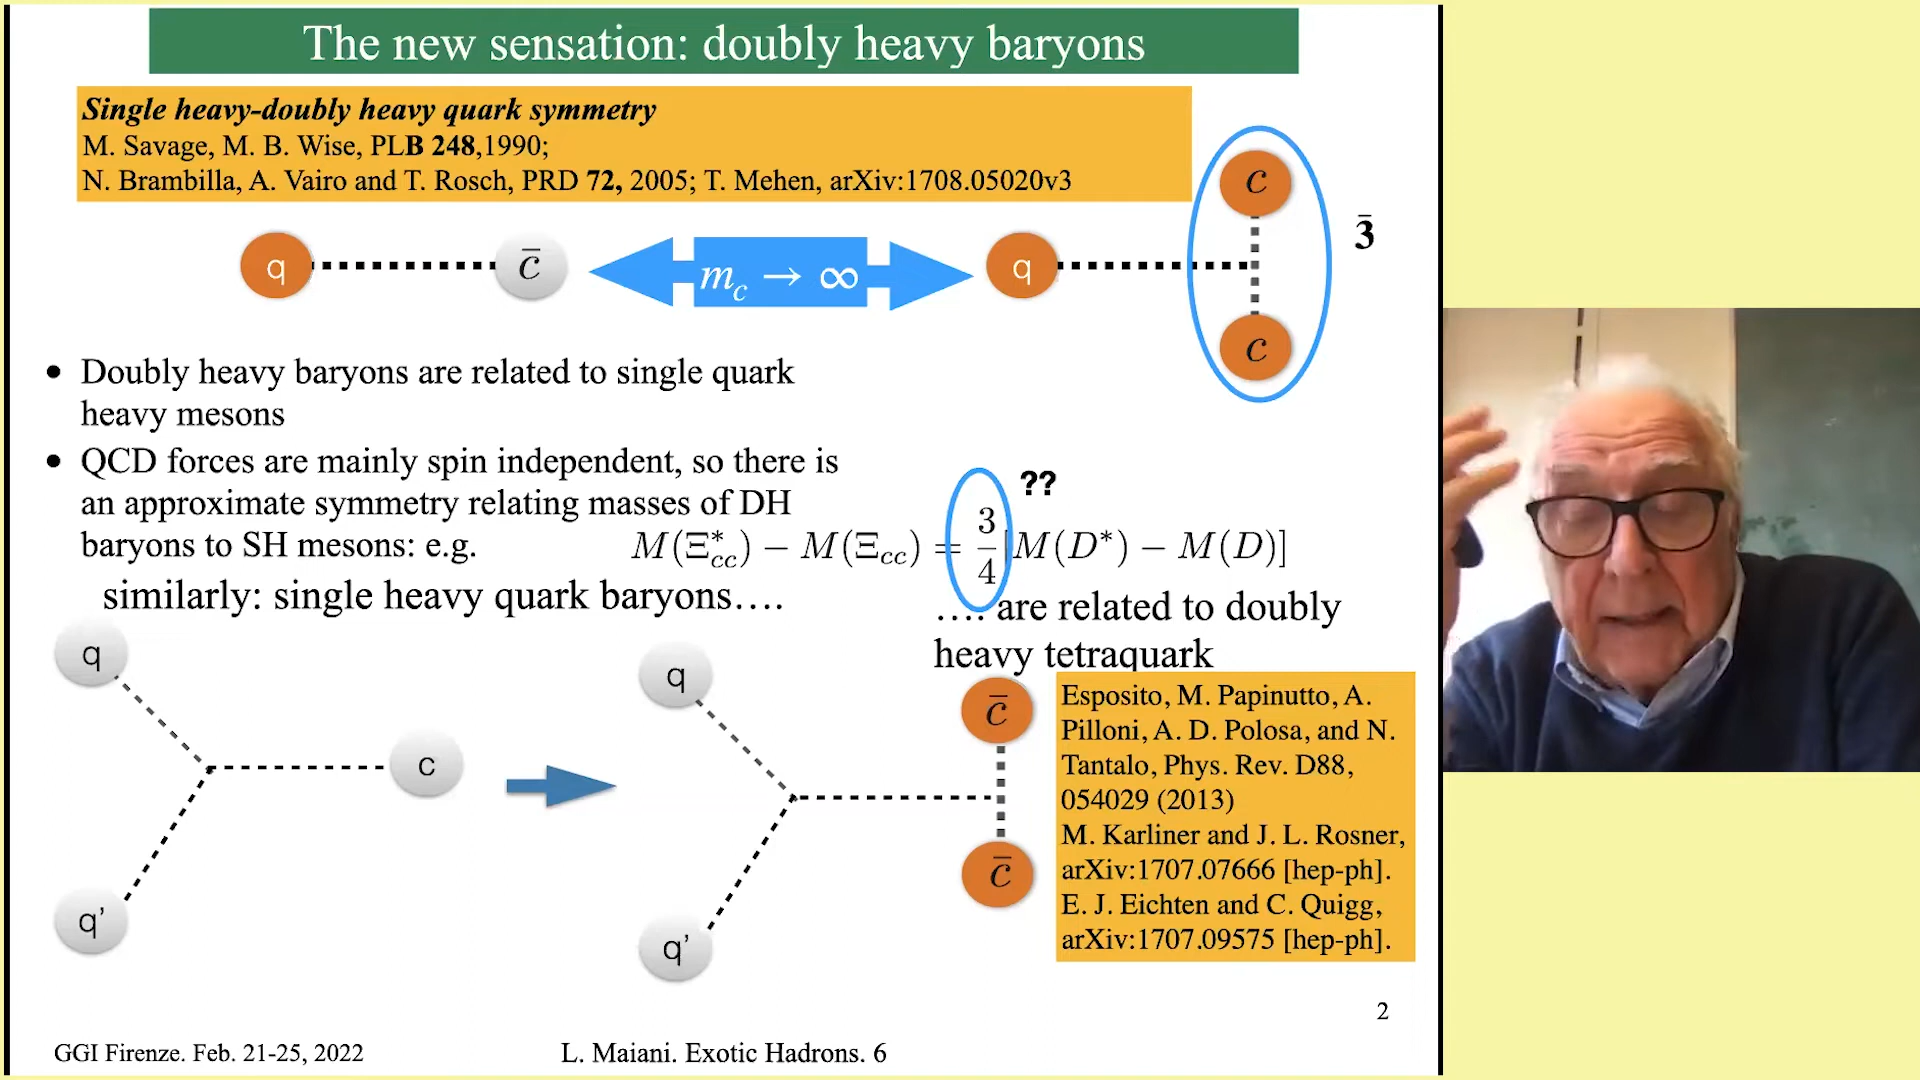 The new sensation: doubly heavy baryons
Single heavy-doubly heavy quark symmetry
M. Savage, M. B. Wise, PLB 248,1990;
N. Brambilla, A. Vairo and T. Rosch, PRD 72, 2005; T. Mehen, arXiv:1708.05020v3
q
c̄
m_c → ∞
q
c
c
3̄
• Doubly heavy baryons are related to single quark
heavy mesons
• QCD forces are mainly spin independent, so there is
an approximate symmetry relating masses of DH
baryons to SH mesons: e.g.
??
M(Ξ*_cc) − M(Ξ_cc) = 3/4 [M(D*) − M(D)]
similarly: single heavy quark baryons….
…. are related to doubly
heavy tetraquark
q
q'
c
q
q'
c̄
c̄
Esposito, M. Papinutto, A.
Pilloni, A. D. Polosa, and N.
Tantalo, Phys. Rev. D88,
054029 (2013)
M. Karliner and J. L. Rosner,
arXiv:1707.07666 [hep-ph].
E. J. Eichten and C. Quigg,
arXiv:1707.09575 [hep-ph].
2
GGI Firenze. Feb. 21-25, 2022
L. Maiani. Exotic Hadrons. 6